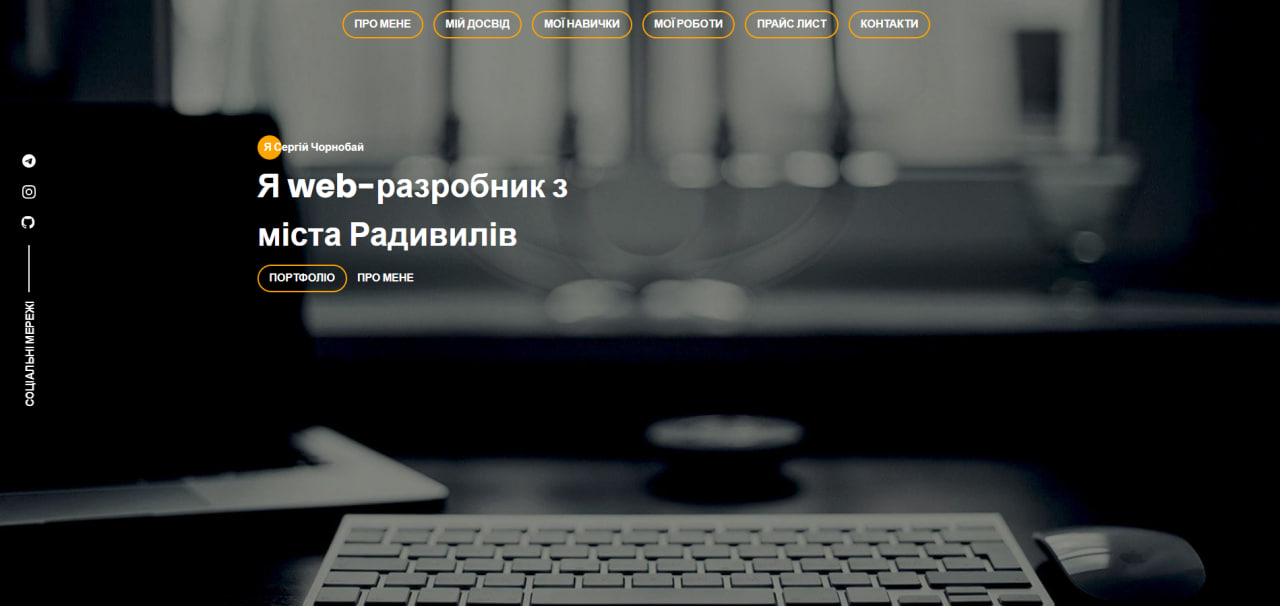 ПРО МЕНЕ МІЙ ДОСВІД МОЇ НАВИЧКИ МОЇ РОБОТИ ПРАЙС ЛИСТ КОНТАКТИ
Я Сергій Чорнобай
Я web-разробник з
міста Радивилів
ПОРТФОЛІО ПРО МЕНЕ
СОЦІАЛЬНІ МЕРЕЖІ